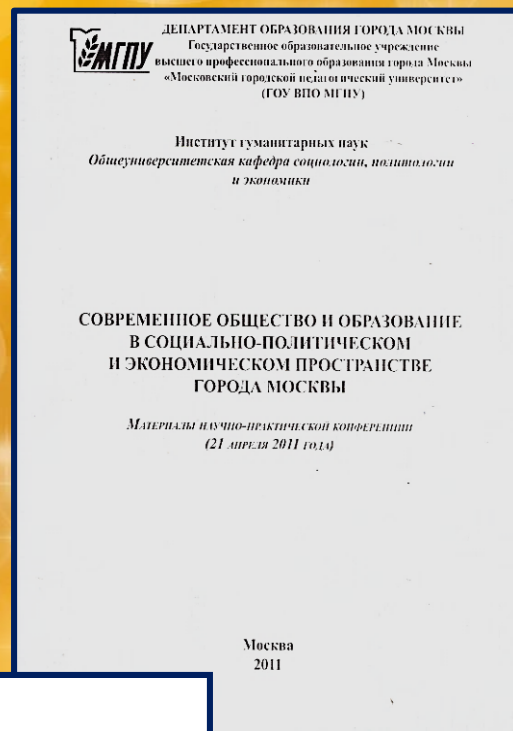 МГПУ
ДЕПАРТАМЕНТ ОБРАЗОВАНИЯ ГОРОДА МОСКВЫ
Государственное образовательное учреждение
высшего профессионального образования города Москвы
«Московский городской педагогический университет»
(ГОУ ВПО МГПУ)
Институт гуманитарных наук
Общеуниверситетская кафедра социологии, политологии
и экономики
СОВРЕМЕННОЕ ОБЩЕСТВО И ОБРАЗОВАНИЕ
В СОЦИАЛЬНО-ПОЛИТИЧЕСКОМ
И ЭКОНОМИЧЕСКОМ ПРОСТРАНСТВЕ
ГОРОДА МОСКВЫ
МАТЕРИАЛЫ НАУЧНО-ПРАКТИЧЕСКОЙ КОНФЕРЕНЦИИ
(21 АПРЕЛЯ 2011 ГОДА)
Москва
2011